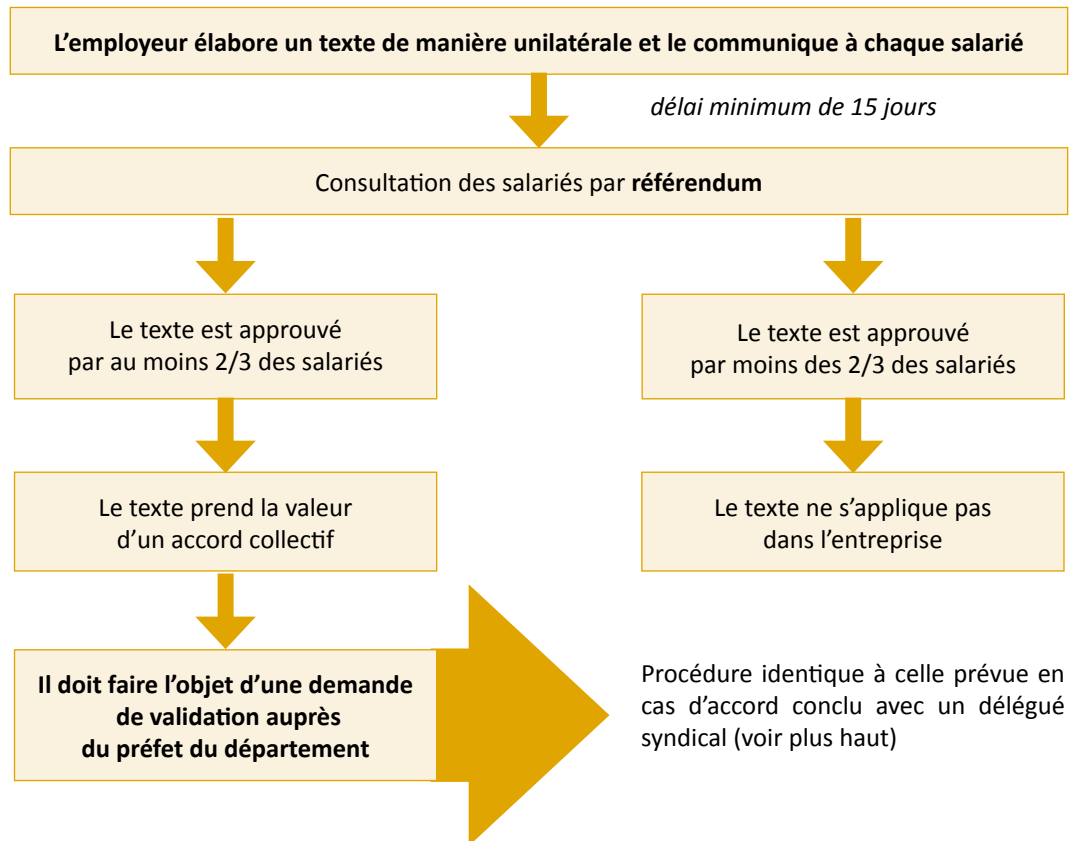 L’employeur élabore un texte de manière unilatérale et le communique à chaque salarié
délai minimum de 15 jours
Consultation des salariés par référendum
Le texte est approuvé
par au moins 2/3 des salariés
Le texte est approuvé
par moins des 2/3 des salariés
Le texte prend la valeur
d’un accord collectif
Le texte ne s’applique pas
dans l’entreprise
Il doit faire l’objet d’une demande
de validation auprès
du préfet du département
Procédure identique à celle prévue en
cas d’accord conclu avec un délégué
syndical (voir plus haut)